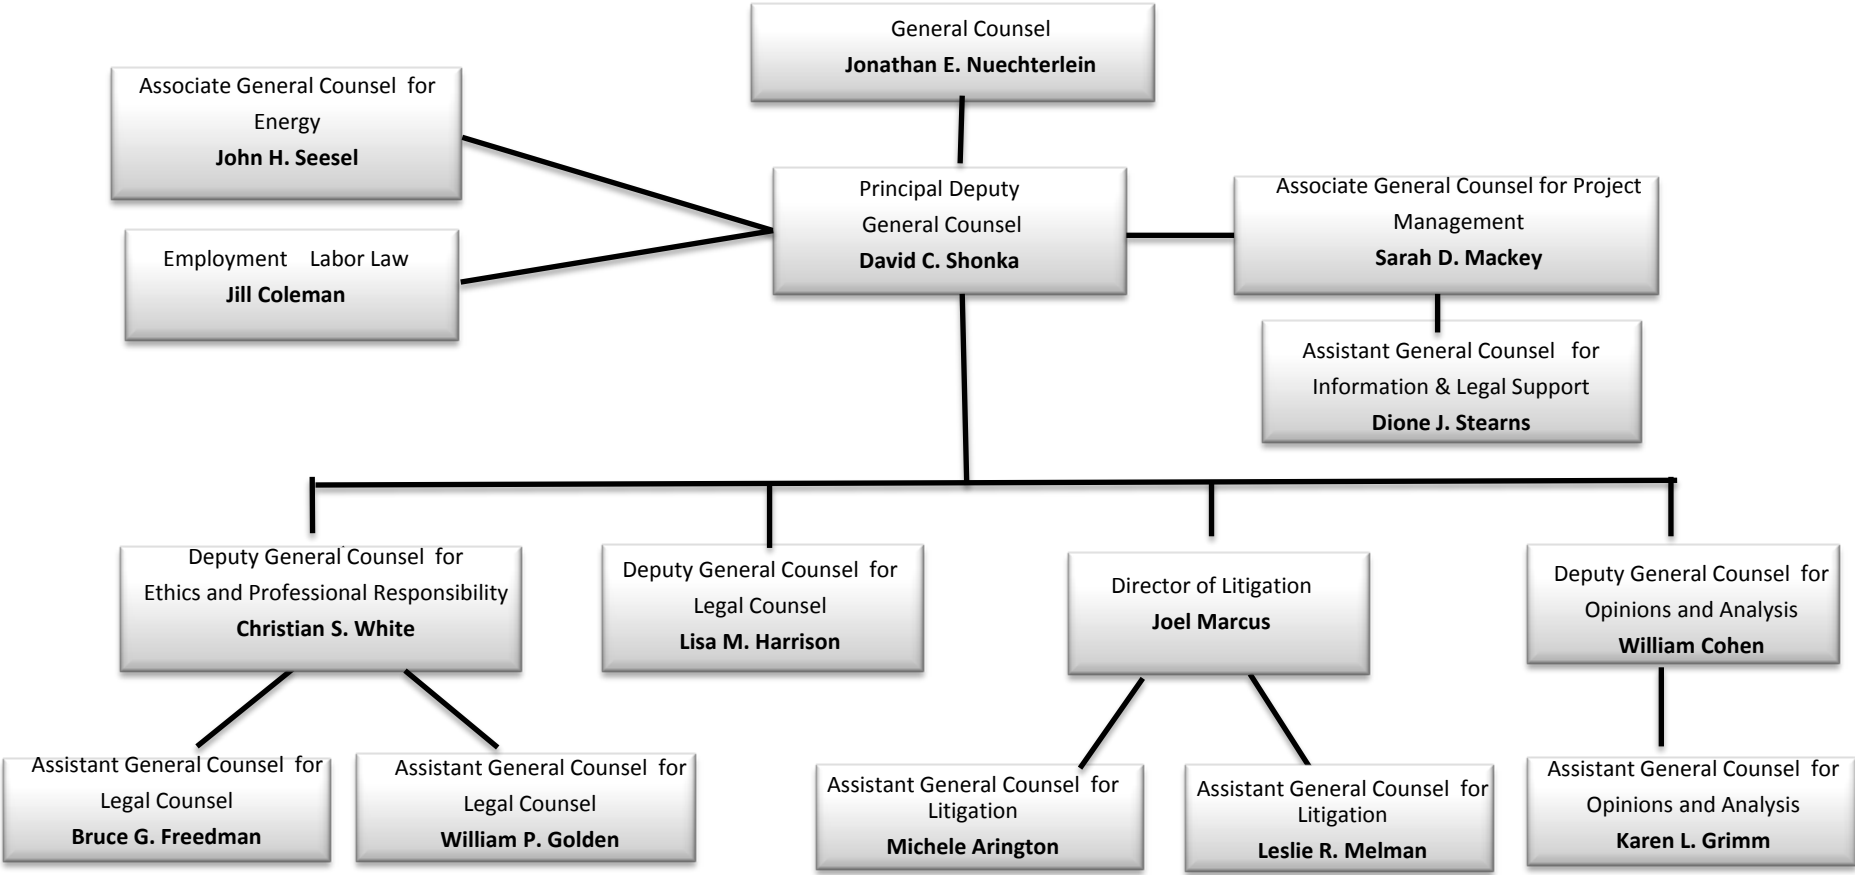 General Counsel
Jonathan E. Nuechterlein
Associate General Counsel for
Energy
John H. Seesel
Principal Deputy
General Counsel
David C. Shonka
Associate General Counsel for Project
Management
Sarah D. Mackey
Employment Labor Law
Jill Coleman
Assistant General Counsel for
Information & Legal Support
Dione J. Stearns
Deputy General Counsel for
Ethics and Professional Responsibility
Christian S. White
Deputy General Counsel for
Legal Counsel
Lisa M. Harrison
Director of Litigation
Joel Marcus
Deputy General Counsel for
Opinions and Analysis
William Cohen
Assistant General Counsel for
Legal Counsel
Bruce G. Freedman
Assistant General Counsel for
Legal Counsel
William P. Golden
Assistant General Counsel for
Litigation
Michele Arington
Assistant General Counsel for
Litigation
Leslie R. Melman
Assistant General Counsel for
Opinions and Analysis
Karen L. Grimm